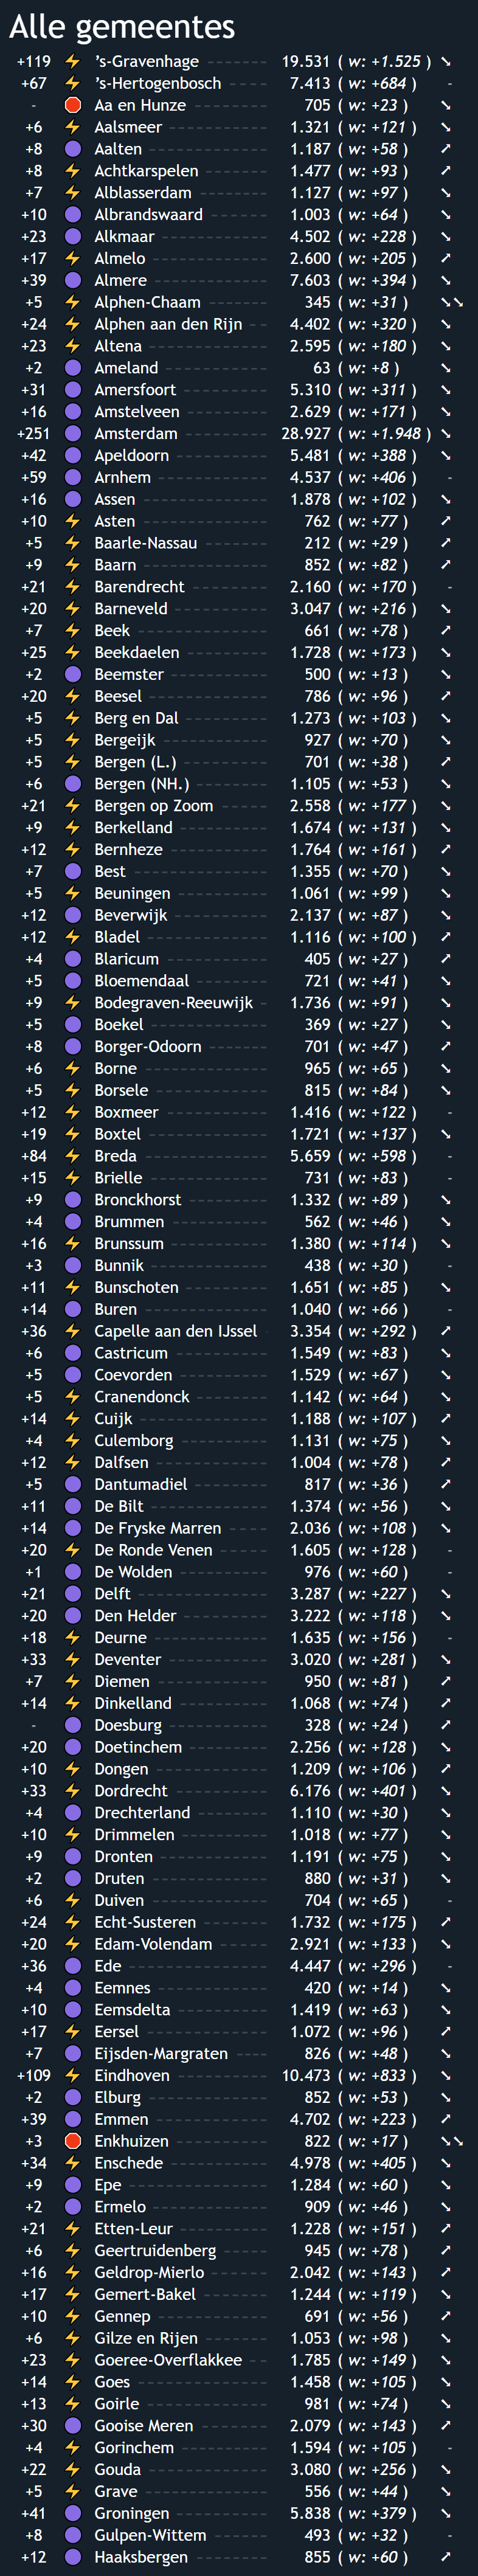 Alle gemeentes
+119 ⚡ ’s-Gravenhage 19.531 ( w: +1.525 ) ➘
+67 ⚡ ’s-Hertogenbosch 7.413 ( w: +684 ) -
- 🛑 Aa en Hunze 705 ( w: +23 ) ➘
+6 ⚡ Aalsmeer 1.321 ( w: +121 ) ➘
+8 🟣 Aalten 1.187 ( w: +58 ) ➚
+8 ⚡ Achtkarspelen 1.477 ( w: +93 ) ➚
+7 ⚡ Alblasserdam 1.127 ( w: +97 ) ➘
+10 🟣 Albrandswaard 1.003 ( w: +64 ) ➘
+23 🟣 Alkmaar 4.502 ( w: +228 ) ➘
+17 ⚡ Almelo 2.600 ( w: +205 ) ➚
+39 🟣 Almere 7.603 ( w: +394 ) ➘
+5 ⚡ Alphen-Chaam 345 ( w: +31 ) ➘➘
+24 ⚡ Alphen aan den Rijn 4.402 ( w: +320 ) ➘
+23 ⚡ Altena 2.595 ( w: +180 ) ➘
+2 🟣 Ameland 63 ( w: +8 ) ➘
+31 🟣 Amersfoort 5.310 ( w: +311 ) ➘
+16 🟣 Amstelveen 2.629 ( w: +171 ) ➘
+251 🟣 Amsterdam 28.927 ( w: +1.948 ) ➘
+42 🟣 Apeldoorn 5.481 ( w: +388 ) ➘
+59 🟣 Arnhem 4.537 ( w: +406 ) -
+16 🟣 Assen 1.878 ( w: +102 ) ➘
+10 ⚡ Asten 762 ( w: +77 ) ➚
+5 ⚡ Baarle-Nassau 212 ( w: +29 ) ➚
+9 ⚡ Baarn 852 ( w: +82 ) ➚
+21 ⚡ Barendrecht 2.160 ( w: +170 ) -
+20 ⚡ Barneveld 3.047 ( w: +216 ) ➘
+7 ⚡ Beek 661 ( w: +78 ) ➚
+25 ⚡ Beekdaelen 1.728 ( w: +173 ) ➘
+2 🟣 Beemster 500 ( w: +13 ) ➘
+20 ⚡ Beesel 786 ( w: +96 ) ➚
+5 ⚡ Berg en Dal 1.273 ( w: +103 ) ➘
+5 ⚡ Bergeijk 927 ( w: +70 ) ➘
+5 ⚡ Bergen (L.) 701 ( w: +38 ) ➚
+6 🟣 Bergen (NH.) 1.105 ( w: +53 ) ➘
+21 ⚡ Bergen op Zoom 2.558 ( w: +177 ) ➘
+9 ⚡ Berkelland 1.674 ( w: +131 ) ➘
+12 ⚡ Bernheze 1.764 ( w: +161 ) ➚
+7 🟣 Best 1.355 ( w: +70 ) ➘
+5 ⚡ Beuningen 1.061 ( w: +99 ) ➘
+12 🟣 Beverwijk 2.137 ( w: +87 ) ➘
+12 ⚡ Bladel 1.116 ( w: +100 ) ➚
+4 🟣 Blaricum 405 ( w: +27 ) ➚
+5 🟣 Bloemendaal 721 ( w: +41 ) ➘
+9 ⚡ Bodegraven-Reeuwijk 1.736 ( w: +91 ) ➘
+5 🟣 Boekel 369 ( w: +27 ) ➘
+8 🟣 Borger-Odoorn 701 ( w: +47 ) ➚
+6 ⚡ Borne 965 ( w: +65 ) ➘
+5 ⚡ Borsele 815 ( w: +84 ) ➘
+12 ⚡ Boxmeer 1.416 ( w: +122 ) -
+19 ⚡ Boxtel 1.721 ( w: +137 ) ➘
+84 ⚡ Breda 5.659 ( w: +598 ) -
+15 ⚡ Brielle 731 ( w: +83 ) -
+9 🟣 Bronckhorst 1.332 ( w: +89 ) ➘
+4 🟣 Brummen 562 ( w: +46 ) ➘
+16 ⚡ Brunssum 1.380 ( w: +114 ) ➘
+3 🟣 Bunnik 438 ( w: +30 ) -
+11 ⚡ Bunschoten 1.651 ( w: +85 ) ➘
+14 🟣 Buren 1.040 ( w: +66 ) -
+36 ⚡ Capelle aan den IJssel 3.354 ( w: +292 ) ➚
+6 🟣 Castricum 1.549 ( w: +83 ) ➘
+5 🟣 Coevorden 1.529 ( w: +67 ) ➘
+5 ⚡ Cranendonck 1.142 ( w: +64 ) ➘
+14 ⚡ Cuijk 1.188 ( w: +107 ) ➚
+4 ⚡ Culemborg 1.131 ( w: +75 ) ➘
+12 ⚡ Dalfsen 1.004 ( w: +78 ) ➚
+5 🟣 Dantumadiel 817 ( w: +36 ) ➚
+11 🟣 De Bilt 1.374 ( w: +56 ) ➘
+14 🟣 De Fryske Marren 2.036 ( w: +108 ) ➘
+20 ⚡ De Ronde Venen 1.605 ( w: +128 ) -
+1 🟣 De Wolden 976 ( w: +60 ) -
+21 🟣 Delft 3.287 ( w: +227 ) ➘
+20 🟣 Den Helder 3.222 ( w: +118 ) ➘
+18 ⚡ Deurne 1.635 ( w: +156 ) -
+33 ⚡ Deventer 3.020 ( w: +281 ) ➘
+7 ⚡ Diemen 950 ( w: +81 ) ➚
+14 ⚡ Dinkelland 1.068 ( w: +74 ) ➚
- 🟣 Doesburg 328 ( w: +24 ) ➚
+20 🟣 Doetinchem 2.256 ( w: +128 ) ➘
+10 ⚡ Dongen 1.209 ( w: +106 ) ➚
+33 ⚡ Dordrecht 6.176 ( w: +401 ) ➘
+4 🟣 Drechterland 1.110 ( w: +30 ) ➘
+10 ⚡ Drimmelen 1.018 ( w: +77 ) ➘
+9 🟣 Dronten 1.191 ( w: +75 ) ➘
+2 🟣 Druten 880 ( w: +31 ) ➘
+6 ⚡ Duiven 704 ( w: +65 ) -
+24 ⚡ Echt-Susteren 1.732 ( w: +175 ) ➚
+20 ⚡ Edam-Volendam 2.921 ( w: +133 ) ➘
+36 🟣 Ede 4.447 ( w: +296 ) -
+4 🟣 Eemnes 420 ( w: +14 ) ➘
+10 🟣 Eemsdelta 1.419 ( w: +63 ) ➘
+17 ⚡ Eersel 1.072 ( w: +96 ) ➚
+7 🟣 Eijsden-Margraten 826 ( w: +48 ) ➘
+109 ⚡ Eindhoven 10.473 ( w: +833 ) ➘
+2 🟣 Elburg 852 ( w: +53 ) ➘
+39 🟣 Emmen 4.702 ( w: +223 ) ➚
+3 🛑 Enkhuizen 822 ( w: +17 ) ➘➘
+34 ⚡ Enschede 4.978 ( w: +405 ) ➘
+9 🟣 Epe 1.284 ( w: +60 ) ➘
+2 🟣 Ermelo 909 ( w: +46 ) ➘
+21 ⚡ Etten-Leur 1.228 ( w: +151 ) ➚
+6 ⚡ Geertruidenberg 945 ( w: +78 ) ➚
+16 ⚡ Geldrop-Mierlo 2.042 ( w: +143 ) ➚
+17 ⚡ Gemert-Bakel 1.244 ( w: +119 ) ➘
+10 ⚡ Gennep 691 ( w: +56 ) ➚
+6 ⚡ Gilze en Rijen 1.053 ( w: +98 ) ➘
+23 ⚡ Goeree-Overflakkee 1.785 ( w: +149 ) ➘
+14 ⚡ Goes 1.458 ( w: +105 ) ➘
+13 ⚡ Goirle 981 ( w: +74 ) ➘
+30 🟣 Gooise Meren 2.079 ( w: +143 ) ➚
+4 ⚡ Gorinchem 1.594 ( w: +105 ) -
+22 ⚡ Gouda 3.080 ( w: +256 ) ➘
+5 ⚡ Grave 556 ( w: +44 ) ➘
+41 🟣 Groningen 5.838 ( w: +379 ) ➘
+8 🟣 Gulpen-Wittem 493 ( w: +32 ) -
+12 🟣 Haaksbergen 855 ( w: +60 ) ➚